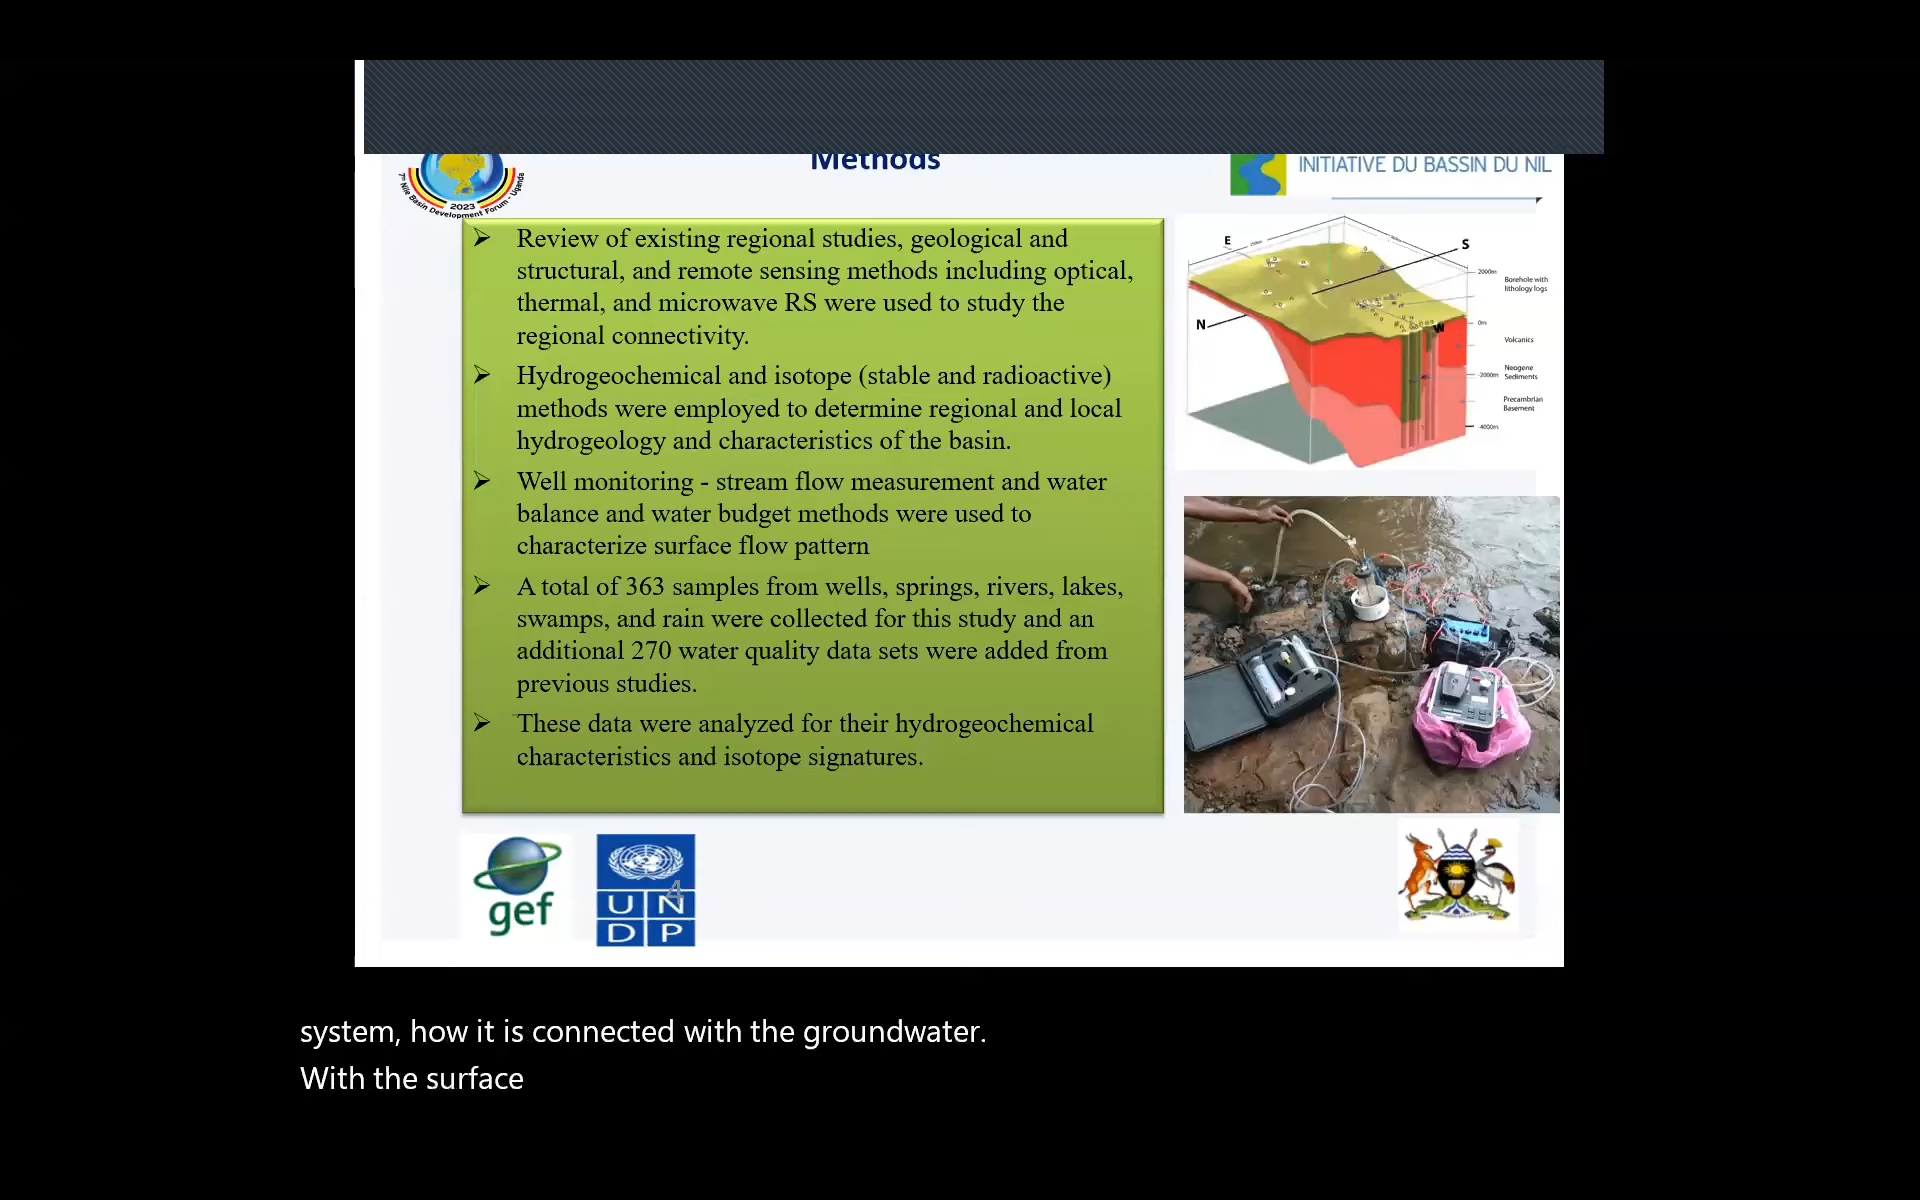 Methods
INITIATIVE DU BASSIN DU NIL
7th Nile Basin Development Forum - Uganda
2023
➢ Review of existing regional studies, geological and
structural, and remote sensing methods including optical,
thermal, and microwave RS were used to study the
regional connectivity.
➢ Hydrogeochemical and isotope (stable and radioactive)
methods were employed to determine regional and local
hydrogeology and characteristics of the basin.
➢ Well monitoring - stream flow measurement and water
balance and water budget methods were used to
characterize surface flow pattern
➢ A total of 363 samples from wells, springs, rivers, lakes,
swamps, and rain were collected for this study and an
additional 270 water quality data sets were added from
previous studies.
➢ These data were analyzed for their hydrogeochemical
characteristics and isotope signatures.
E
S
N
W
2000m
Borehole with
lithology logs
0m
Volcanics
-2000m
Neogene
Sediments
Precambrian
Basement
-4000m
gef
U N
D P
4
system, how it is connected with the groundwater.
With the surface